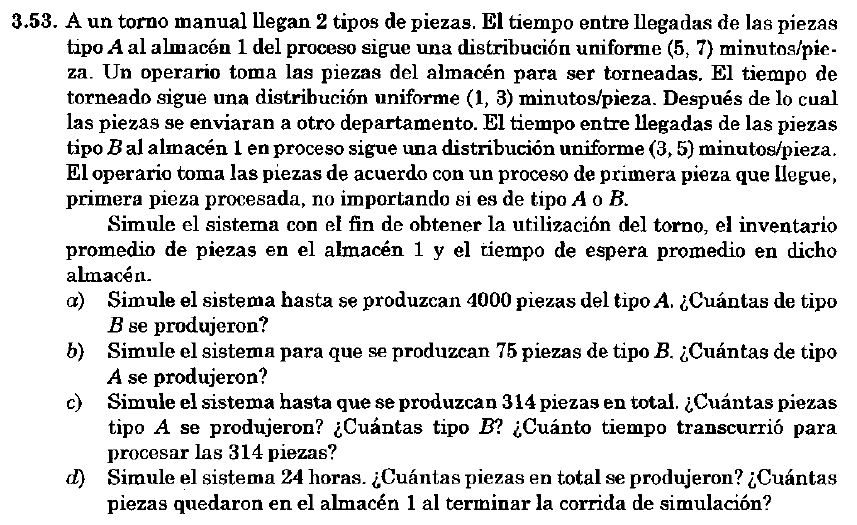 3.53. A un torno manual llegan 2 tipos de piezas. El tiempo entre llegadas de las piezas
tipo A al almacén 1 del proceso sigue una distribución uniforme (5, 7) minutos/pie-
za. Un operario toma las piezas del almacén para ser torneadas. El tiempo de
torneado sigue una distribución uniforme (1, 3) minutos/pieza. Después de lo cual
las piezas se enviaran a otro departamento. El tiempo entre llegadas de las piezas
tipo B al almacén 1 en proceso sigue una distribución uniforme (3, 5) minutos/pieza.
El operario toma las piezas de acuerdo con un proceso de primera pieza que llegue,
primera pieza procesada, no importando si es de tipo A o B.
Simule el sistema con el fin de obtener la utilización del torno, el inventario
promedio de piezas en el almacén 1 y el tiempo de espera promedio en dicho
almacén.
a) Simule el sistema hasta se produzcan 4000 piezas del tipo A. ¿Cuántas de tipo
B se produjeron?
b) Simule el sistema para que se produzcan 75 piezas de tipo B. ¿Cuántas de tipo
A se produjeron?
c) Simule el sistema hasta que se produzcan 314 piezas en total. ¿Cuántas piezas
tipo A se produjeron? ¿Cuántas tipo B? ¿Cuánto tiempo transcurrió para
procesar las 314 piezas?
d) Simule el sistema 24 horas. ¿Cuántas piezas en total se produjeron? ¿Cuántas
piezas quedaron en el almacén 1 al terminar la corrida de simulación?